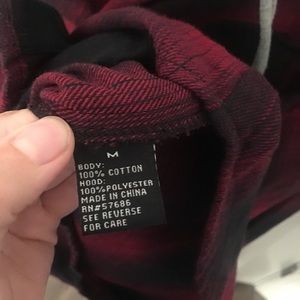 M
BODY:
100% COTTON
HOOD:
100%POLYESTER
MADE IN CHINA
RN#57686
SEE REVERSE
FOR CARE